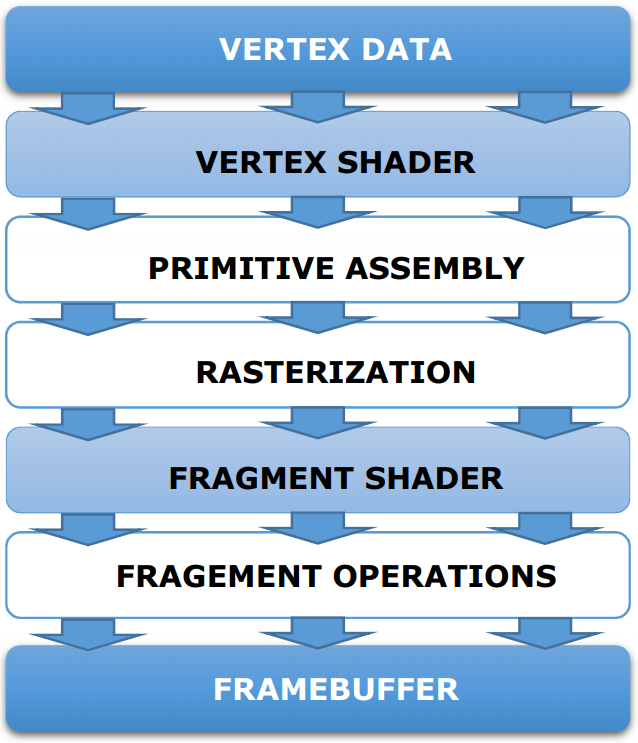 VERTEX DATA
VERTEX SHADER
PRIMITIVE ASSEMBLY
RASTERIZATION
FRAGMENT SHADER
FRAGEMENT OPERATIONS
FRAMEBUFFER